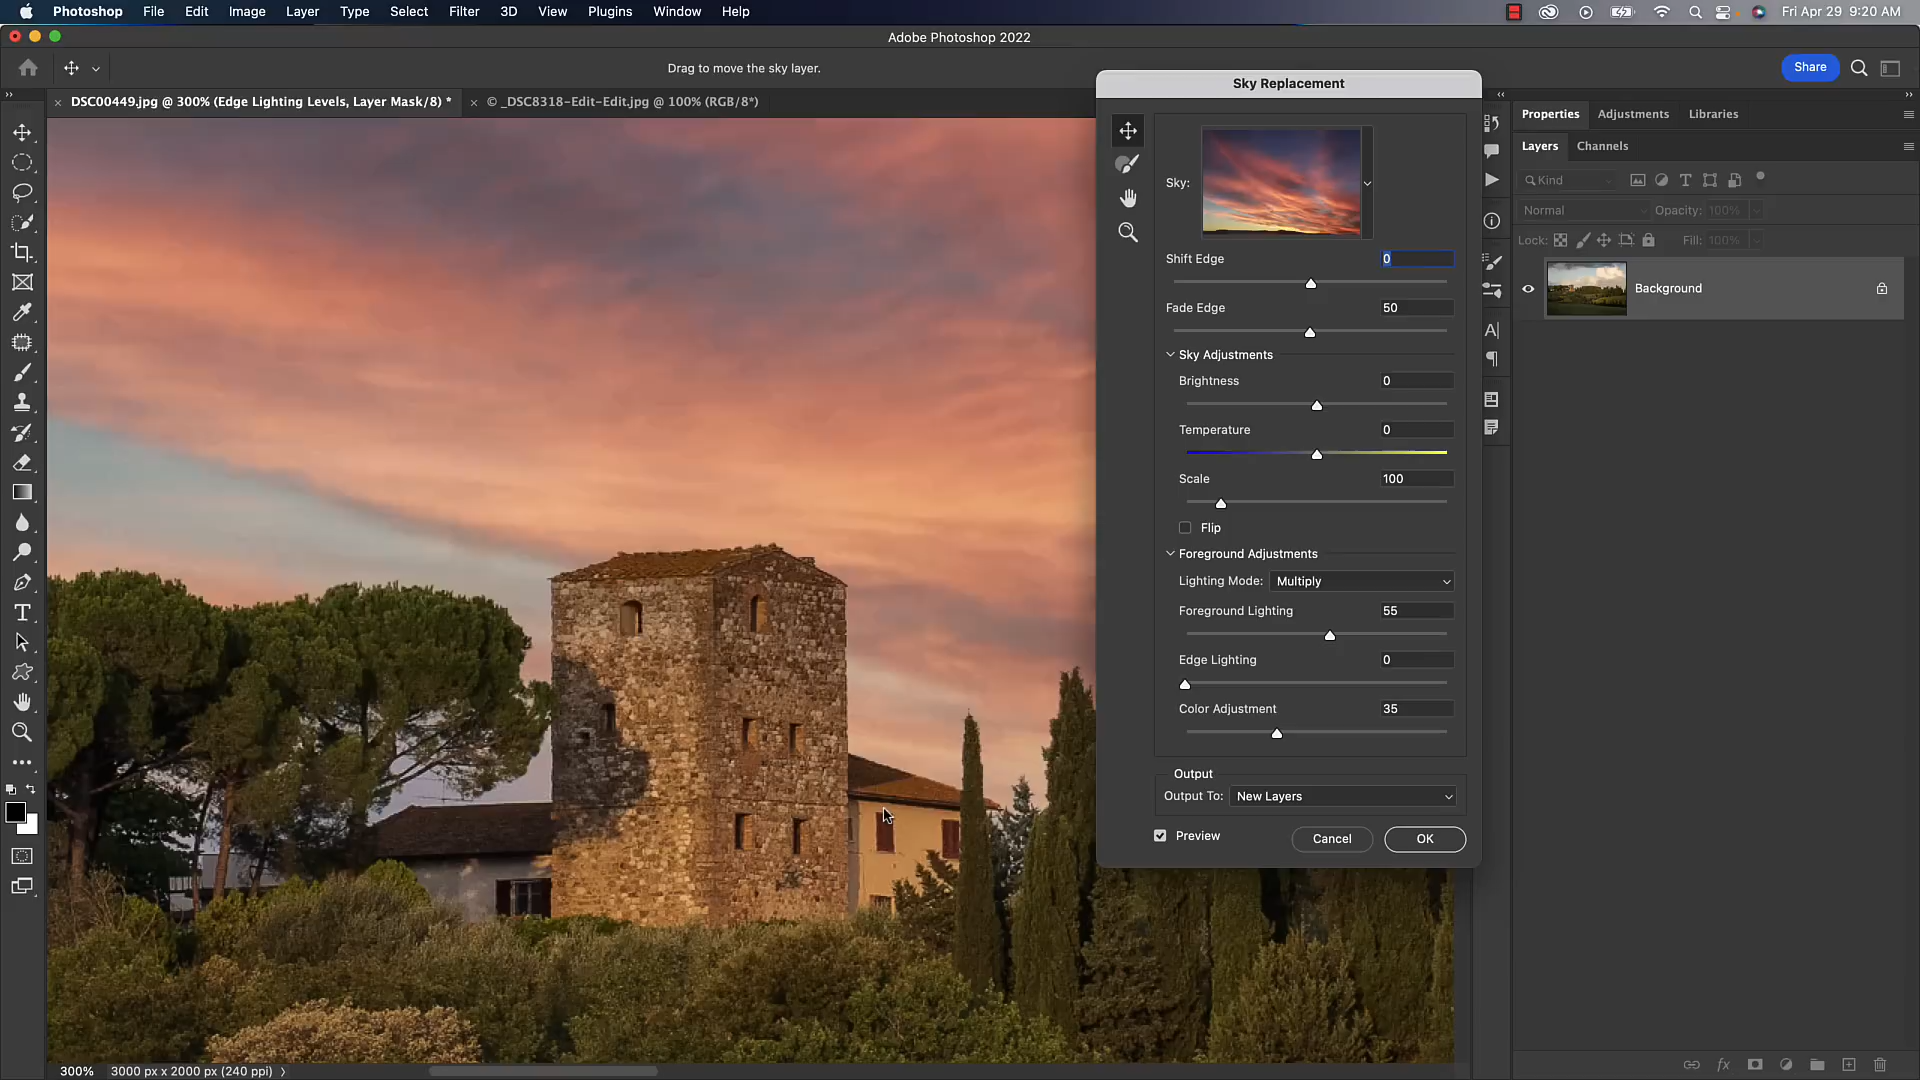 Photoshop File Edit Image Layer Type Select Filter 3D View Plugins Window Help Fri Apr 29 9:20 AM
Adobe Photoshop 2022
Drag to move the sky layer.
Share
DSC00449.jpg @ 300% (Edge Lighting Levels, Layer Mask/8) *
© _DSC8318-Edit-Edit.jpg @ 100% (RGB/8*)
Sky Replacement
Sky:
Shift Edge 0
Fade Edge 50
Sky Adjustments
Brightness 0
Temperature 0
Scale 100
Flip
Foreground Adjustments
Lighting Mode: Multiply
Foreground Lighting 55
Edge Lighting 0
Color Adjustment 35
Output
Output To: New Layers
Preview
Cancel
OK
Properties Adjustments Libraries
Layers Channels
Kind
Normal Opacity: 100%
Lock: Fill: 100%
Background
300% 3000 px x 2000 px (240 ppi)